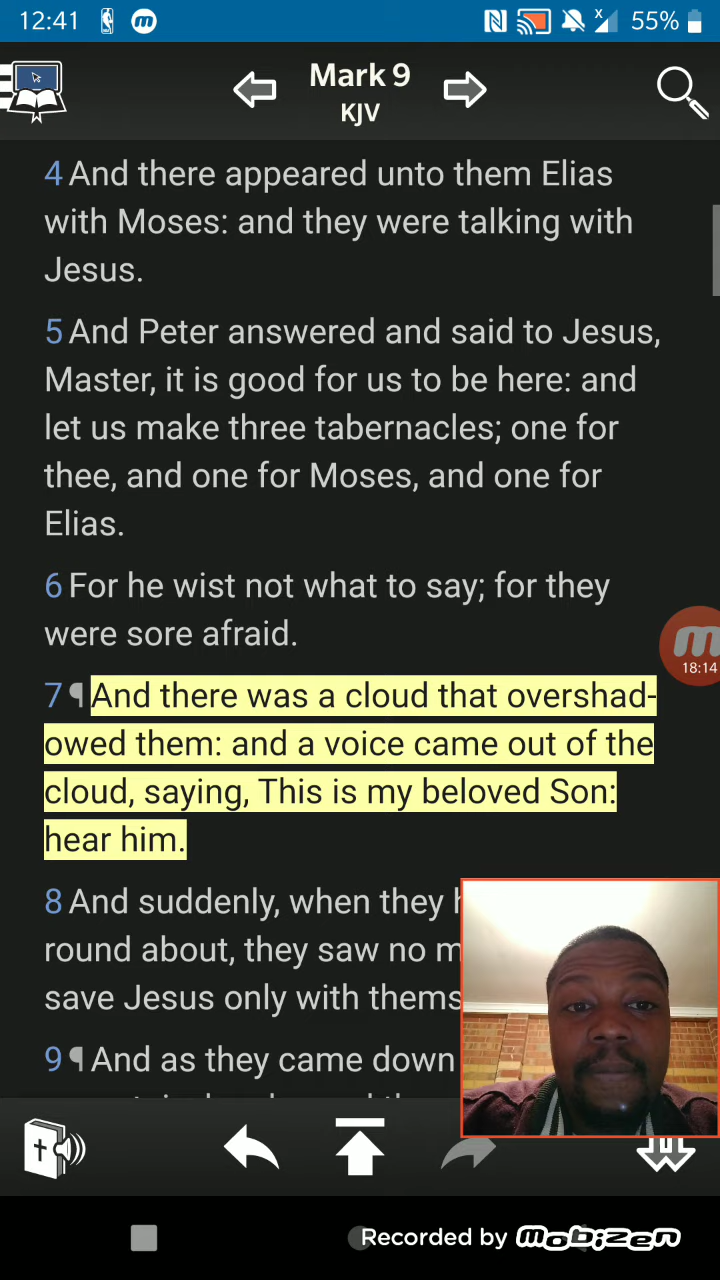 12:41
55%
Mark 9
KJV
4 And there appeared unto them Elias
with Moses: and they were talking with
Jesus.
5 And Peter answered and said to Jesus,
Master, it is good for us to be here: and
let us make three tabernacles; one for
thee, and one for Moses, and one for
Elias.
6 For he wist not what to say; for they
were sore afraid.
18:14
7 ¶ And there was a cloud that overshad-
owed them: and a voice came out of the
cloud, saying, This is my beloved Son:
hear him.
8 And suddenly, when they
round about, they saw no
save Jesus only with
9 ¶ And as they came down
Recorded by mobizen